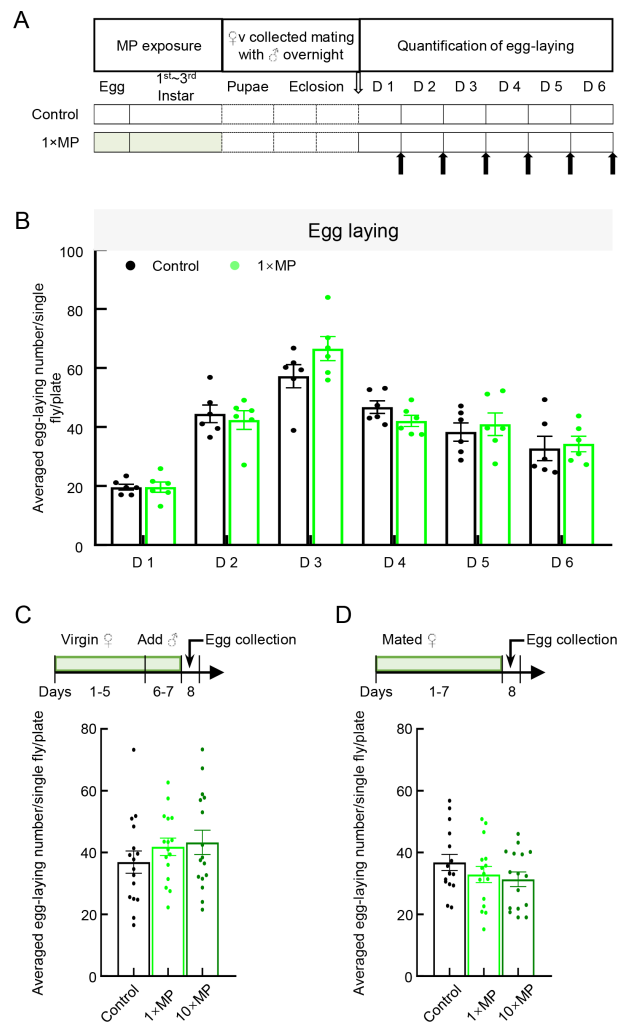 A
MP exposure
♀v collected mating
with ♂ overnight
Quantification of egg-laying
Egg
1st~3rd
Instar
Pupae
Eclosion
D 1
D 2
D 3
D 4
D 5
D 6
Control
1×MP
B
Egg laying
Control
1×MP
Averaged egg-laying number/single
fly/plate
100
80
60
40
20
0
D 1
D 2
D 3
D 4
D 5
D 6
C
Virgin ♀
Add ♂
Egg collection
Days
1-5
6-7
8
Averaged egg-laying number/single fly/plate
80
60
40
20
0
Control
1×MP
10×MP
D
Mated ♀
Egg collection
Days
1-7
8
Averaged egg-laying number/single fly/plate
80
60
40
20
0
Control
1×MP
10×MP